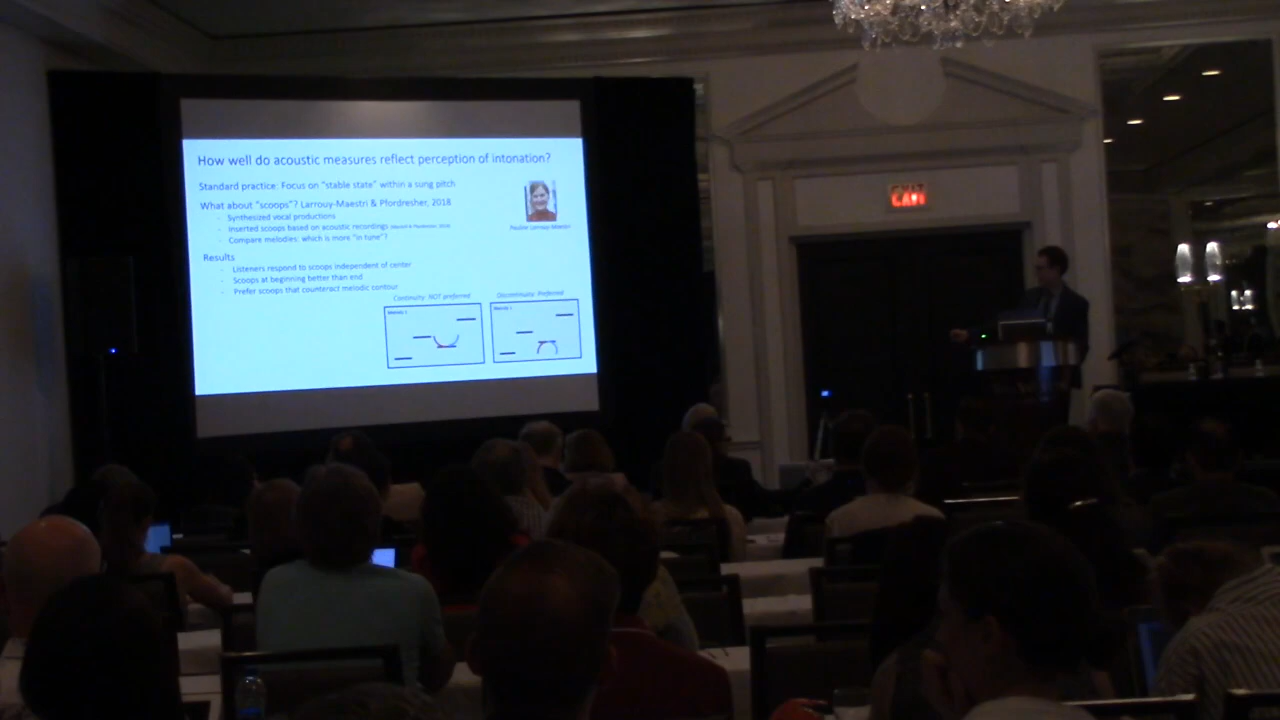 How well do acoustic measures reflect perception of intonation?
Standard practice: Focus on "stable state" within a sung pitch
What about "scoops"? Larrouy-Maestri & Pfordresher, 2018
- Synthesized vocal productions
- Inserted scoops based on acoustic recordings
- Compare melodies: which is more "in tune"?
Pauline Larrouy-Maestri
Results
- Listeners respond to scoops independent of center
- Scoops at beginning better than end
- Prefer scoops that counteract melodic contour
Continuity: NOT preferred
Discontinuity: Preferred
EXIT